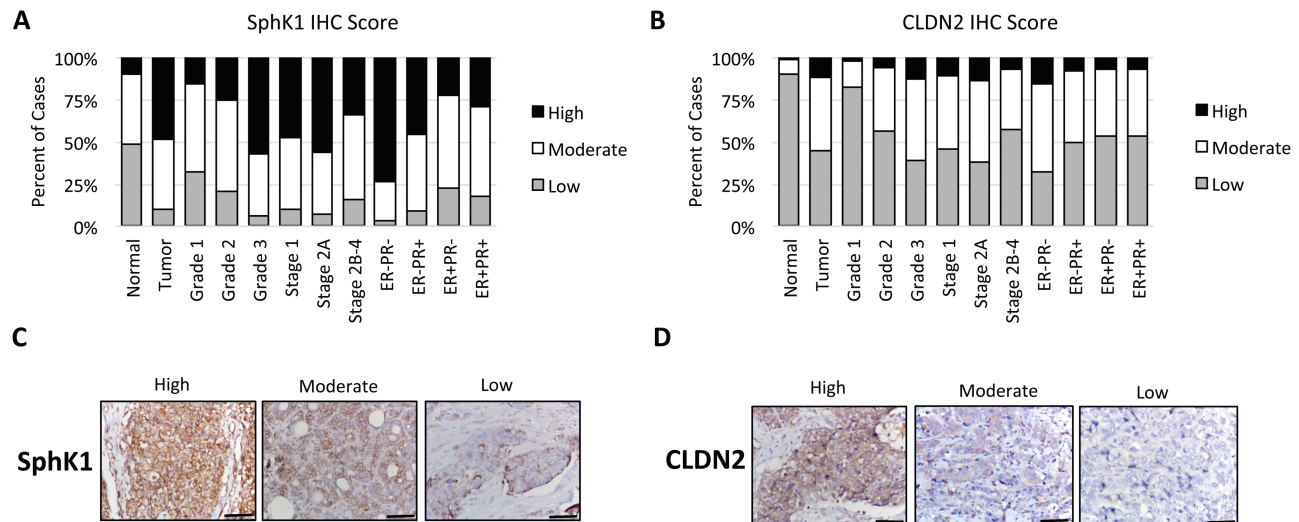 A
SphK1 IHC Score
100%
75%
50%
25%
0%
Percent of Cases
High
Moderate
Low
Normal
Tumor
Grade 1
Grade 2
Grade 3
Stage 1
Stage 2A
Stage 2B-4
ER-PR-
ER-PR+
ER+PR-
ER+PR+
B
CLDN2 IHC Score
100%
75%
50%
25%
0%
Percent of Cases
High
Moderate
Low
Normal
Tumor
Grade 1
Grade 2
Grade 3
Stage 1
Stage 2A
Stage 2B-4
ER-PR-
ER-PR+
ER+PR-
ER+PR+
C
High
Moderate
Low
SphK1
D
High
Moderate
Low
CLDN2